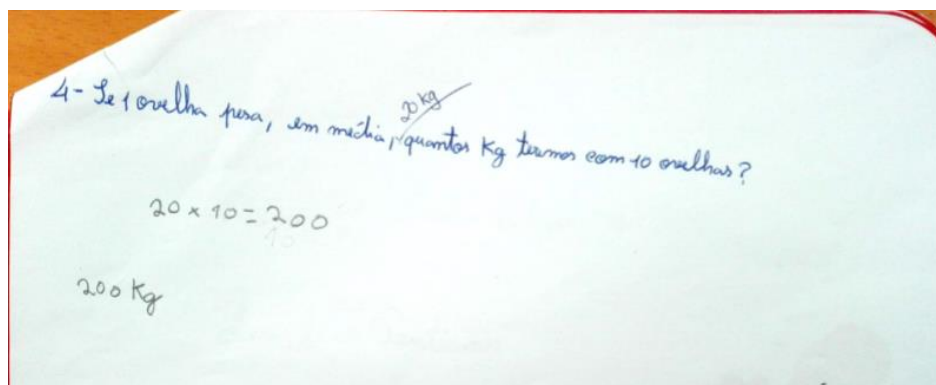 20 kg
4- Se 1 ovelha pesa, em média, quantos Kg temos com 10 ovelhas?
20 x 10 = 200
200 Kg